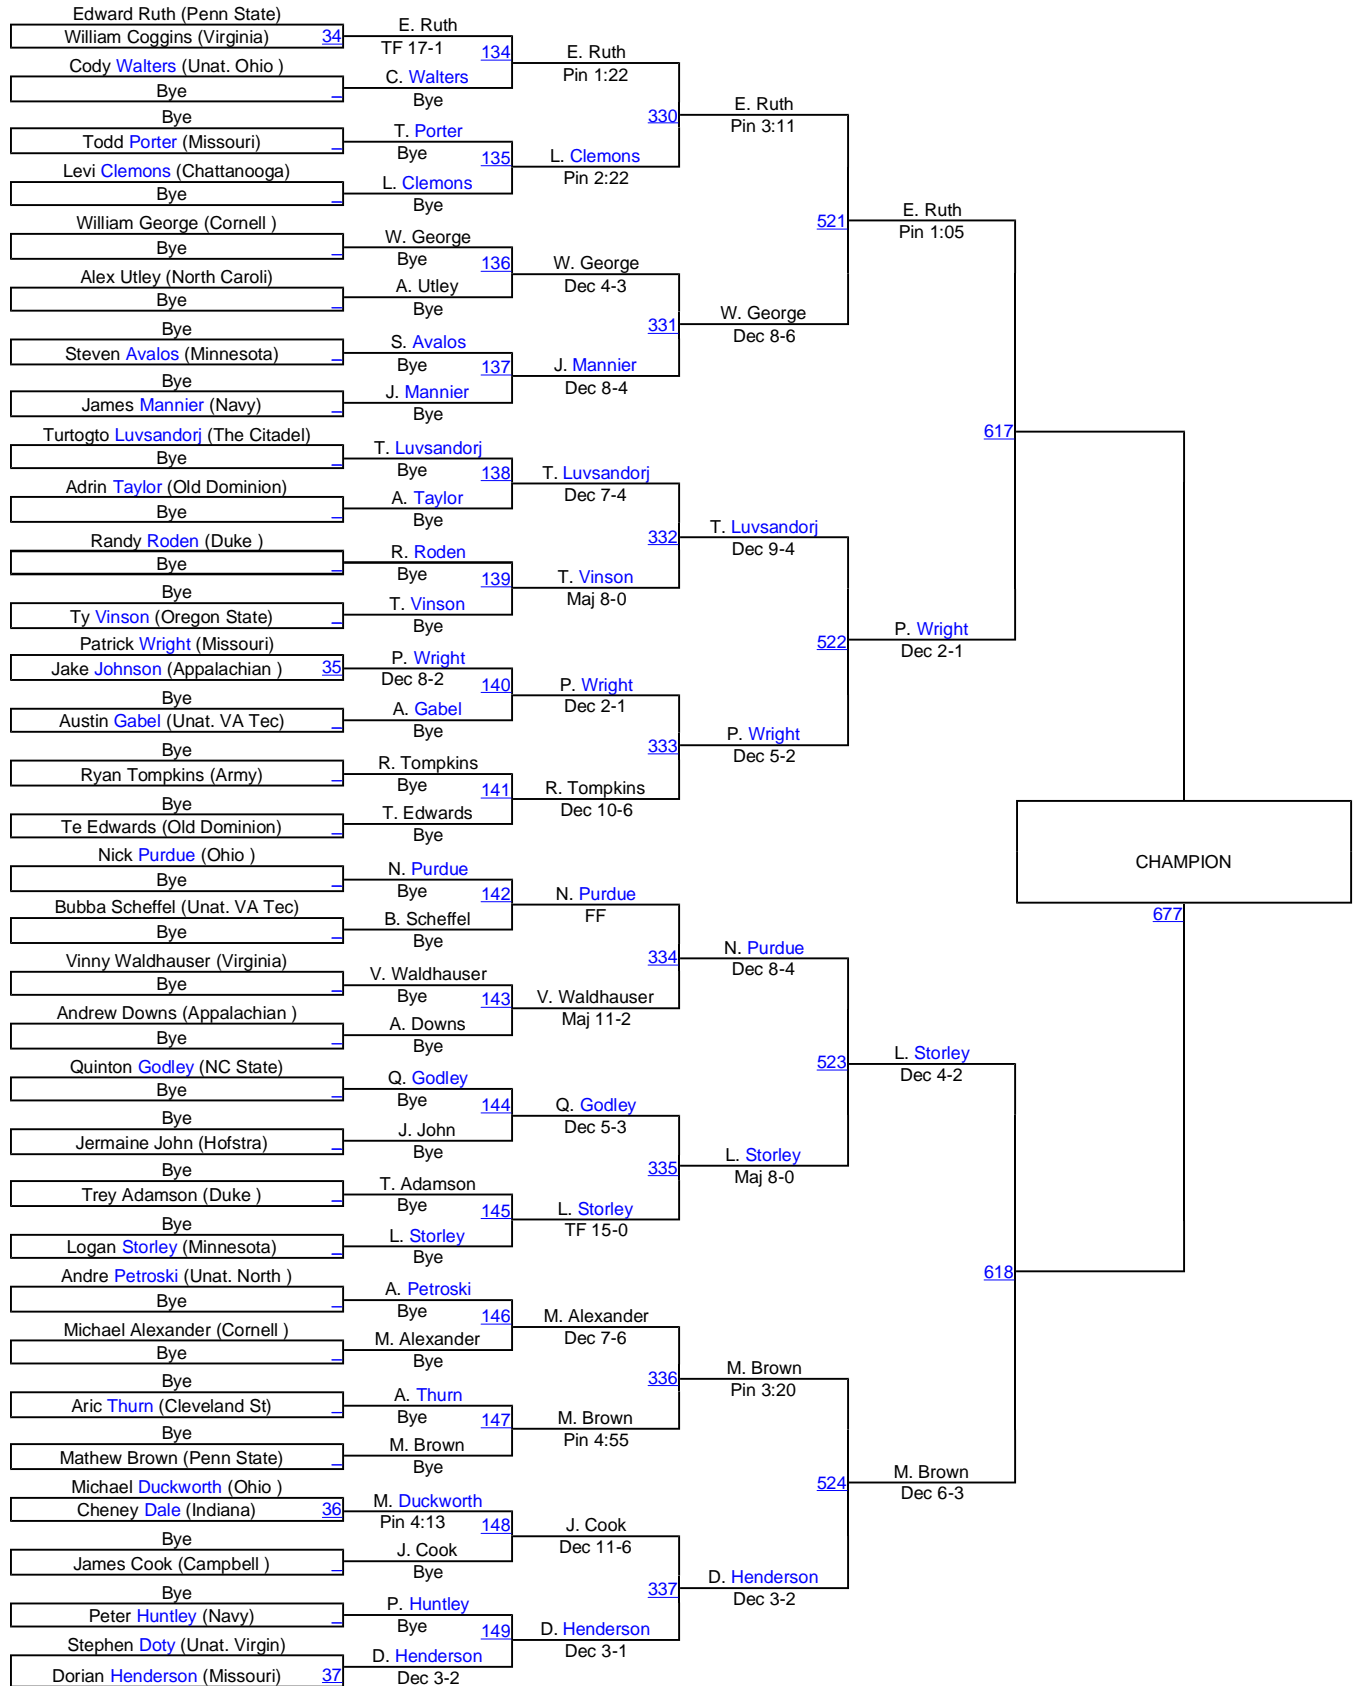 Edward Ruth (Penn State)
William Coggins (Virginia) 34
Cody Walters (Unat. Ohio )
Bye
Bye
Todd Porter (Missouri)
Levi Clemons (Chattanooga)
Bye
William George (Cornell )
Bye
Alex Utley (North Caroli)
Bye
Bye
Steven Avalos (Minnesota)
Bye
James Mannier (Navy)
Turtogto Luvsandorj (The Citadel)
Bye
Adrin Taylor (Old Dominion)
Bye
Randy Roden (Duke )
Bye
Bye
Ty Vinson (Oregon State)
Patrick Wright (Missouri)
Jake Johnson (Appalachian ) 35
Bye
Austin Gabel (Unat. VA Tec)
Bye
Ryan Tompkins (Army)
Bye
Te Edwards (Old Dominion)
Nick Purdue (Ohio )
Bye
Bubba Scheffel (Unat. VA Tec)
Bye
Vinny Waldhauser (Virginia)
Bye
Andrew Downs (Appalachian )
Bye
Quinton Godley (NC State)
Bye
Bye
Jermaine John (Hofstra)
Bye
Trey Adamson (Duke )
Bye
Logan Storley (Minnesota)
Andre Petroski (Unat. North )
Bye
Michael Alexander (Cornell )
Bye
Bye
Aric Thurn (Cleveland St)
Bye
Mathew Brown (Penn State)
Michael Duckworth (Ohio )
Cheney Dale (Indiana) 36
Bye
James Cook (Campbell )
Bye
Peter Huntley (Navy)
Stephen Doty (Unat. Virgin)
Dorian Henderson (Missouri) 37
E. Ruth
TF 17-1
134
C. Walters
Bye
T. Porter
Bye
135
L. Clemons
Bye
W. George
Bye
136
A. Utley
Bye
S. Avalos
Bye
137
J. Mannier
Bye
T. Luvsandorj
Bye
138
A. Taylor
Bye
R. Roden
Bye
139
T. Vinson
Bye
P. Wright
Dec 8-2
140
A. Gabel
Bye
R. Tompkins
Bye
141
T. Edwards
Bye
N. Purdue
Bye
142
B. Scheffel
Bye
V. Waldhauser
Bye
143
A. Downs
Bye
Q. Godley
Bye
144
J. John
Bye
T. Adamson
Bye
145
L. Storley
Bye
A. Petroski
Bye
146
M. Alexander
Bye
A. Thurn
Bye
147
M. Brown
Bye
M. Duckworth
Pin 4:13
148
J. Cook
Bye
P. Huntley
Bye
149
D. Henderson
Dec 3-2
E. Ruth
Pin 1:22
330
L. Clemons
Pin 2:22
W. George
Dec 4-3
331
J. Mannier
Dec 8-4
T. Luvsandorj
Dec 7-4
332
T. Vinson
Maj 8-0
P. Wright
Dec 2-1
333
R. Tompkins
Dec 10-6
N. Purdue
FF
334
V. Waldhauser
Maj 11-2
Q. Godley
Dec 5-3
335
L. Storley
TF 15-0
M. Alexander
Dec 7-6
336
M. Brown
Pin 4:55
J. Cook
Dec 11-6
337
D. Henderson
Dec 3-1
E. Ruth
Pin 3:11
521
W. George
Dec 8-6
T. Luvsandorj
Dec 9-4
522
P. Wright
Dec 5-2
N. Purdue
Dec 8-4
523
L. Storley
Maj 8-0
M. Brown
Pin 3:20
524
D. Henderson
Dec 3-2
E. Ruth
Pin 1:05
617
P. Wright
Dec 2-1
L. Storley
Dec 4-2
618
M. Brown
Dec 6-3
CHAMPION
677